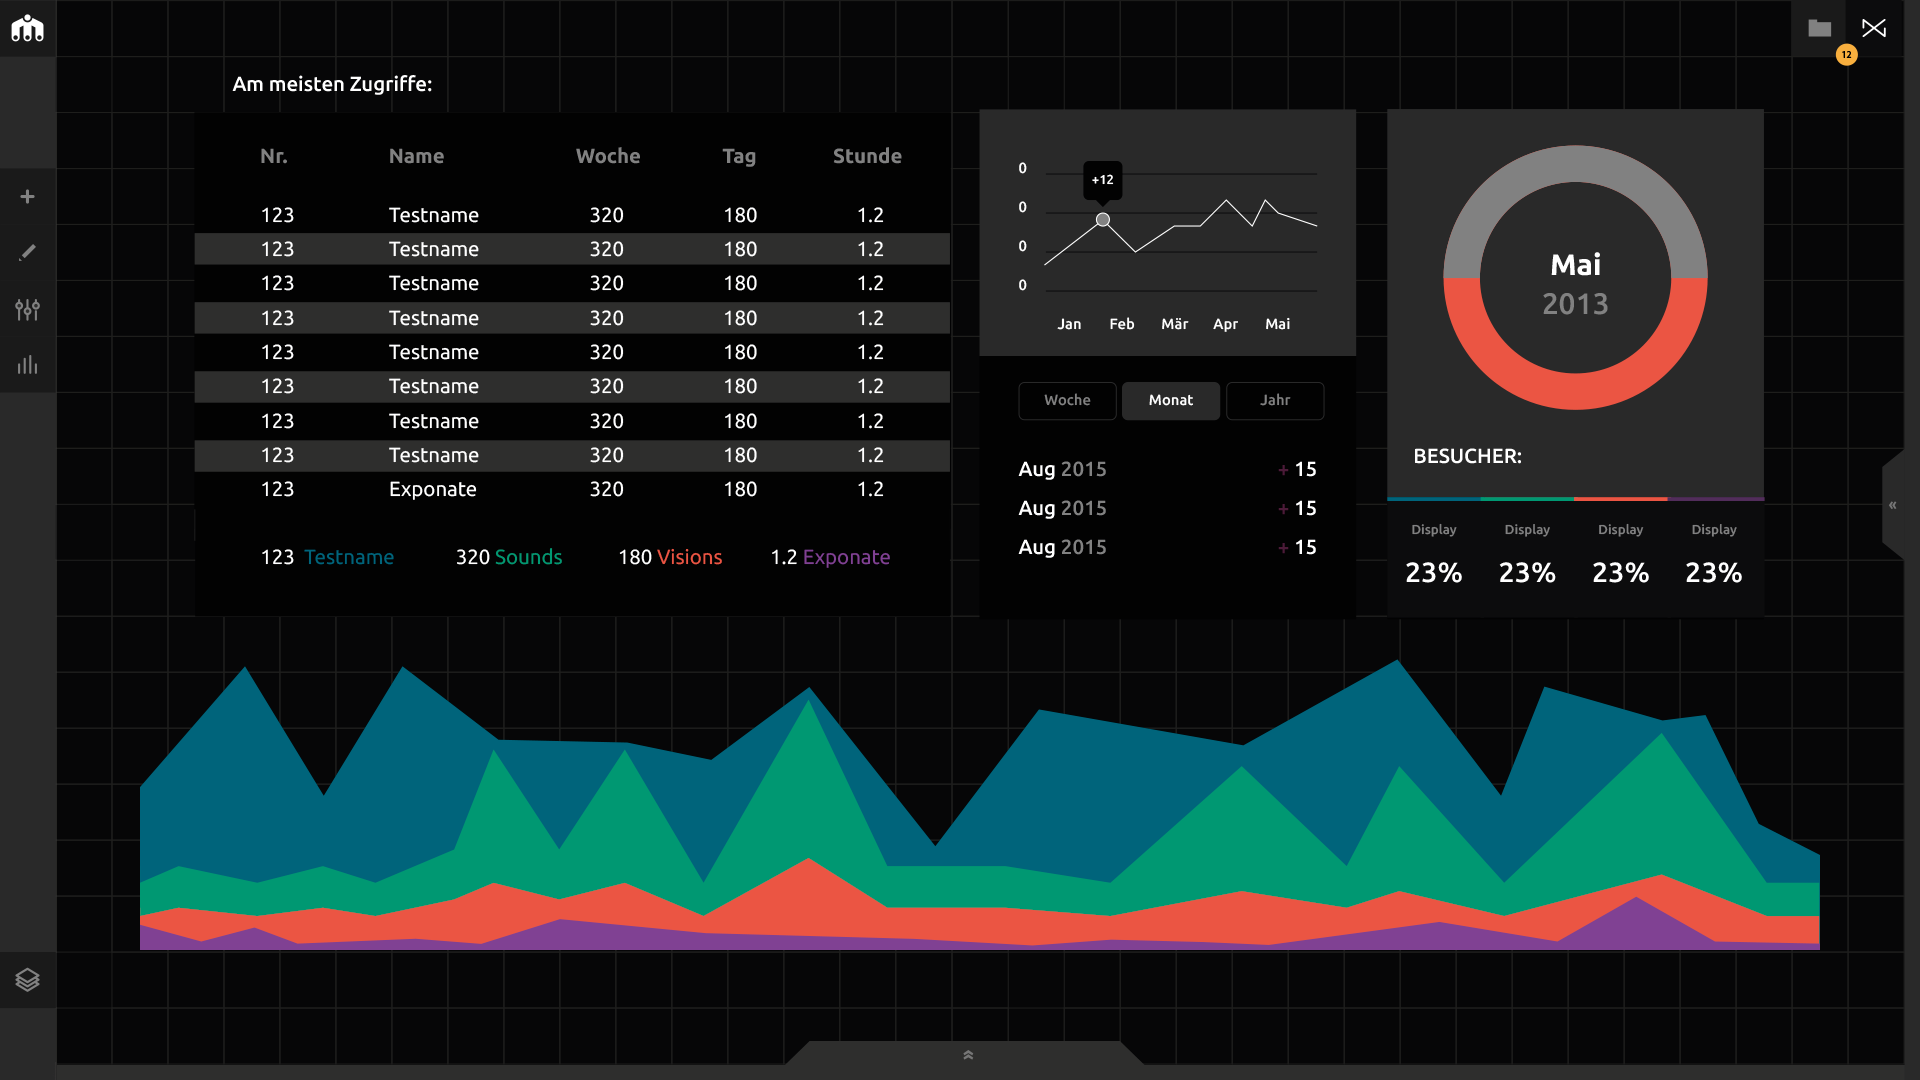 12
Am meisten Zugriffe:
Nr. Name Woche Tag Stunde
123 Testname 320 180 1.2
123 Testname 320 180 1.2
123 Testname 320 180 1.2
123 Testname 320 180 1.2
123 Testname 320 180 1.2
123 Testname 320 180 1.2
123 Testname 320 180 1.2
123 Testname 320 180 1.2
123 Exponate 320 180 1.2
123 Testname 320 Sounds 180 Visions 1.2 Exponate
0
+12
0
0
0
Jan Feb Mär Apr Mai
Woche Monat Jahr
Aug 2015 + 15
Aug 2015 + 15
Aug 2015 + 15
Mai
2013
BESUCHER:
Display Display Display Display
23% 23% 23% 23%